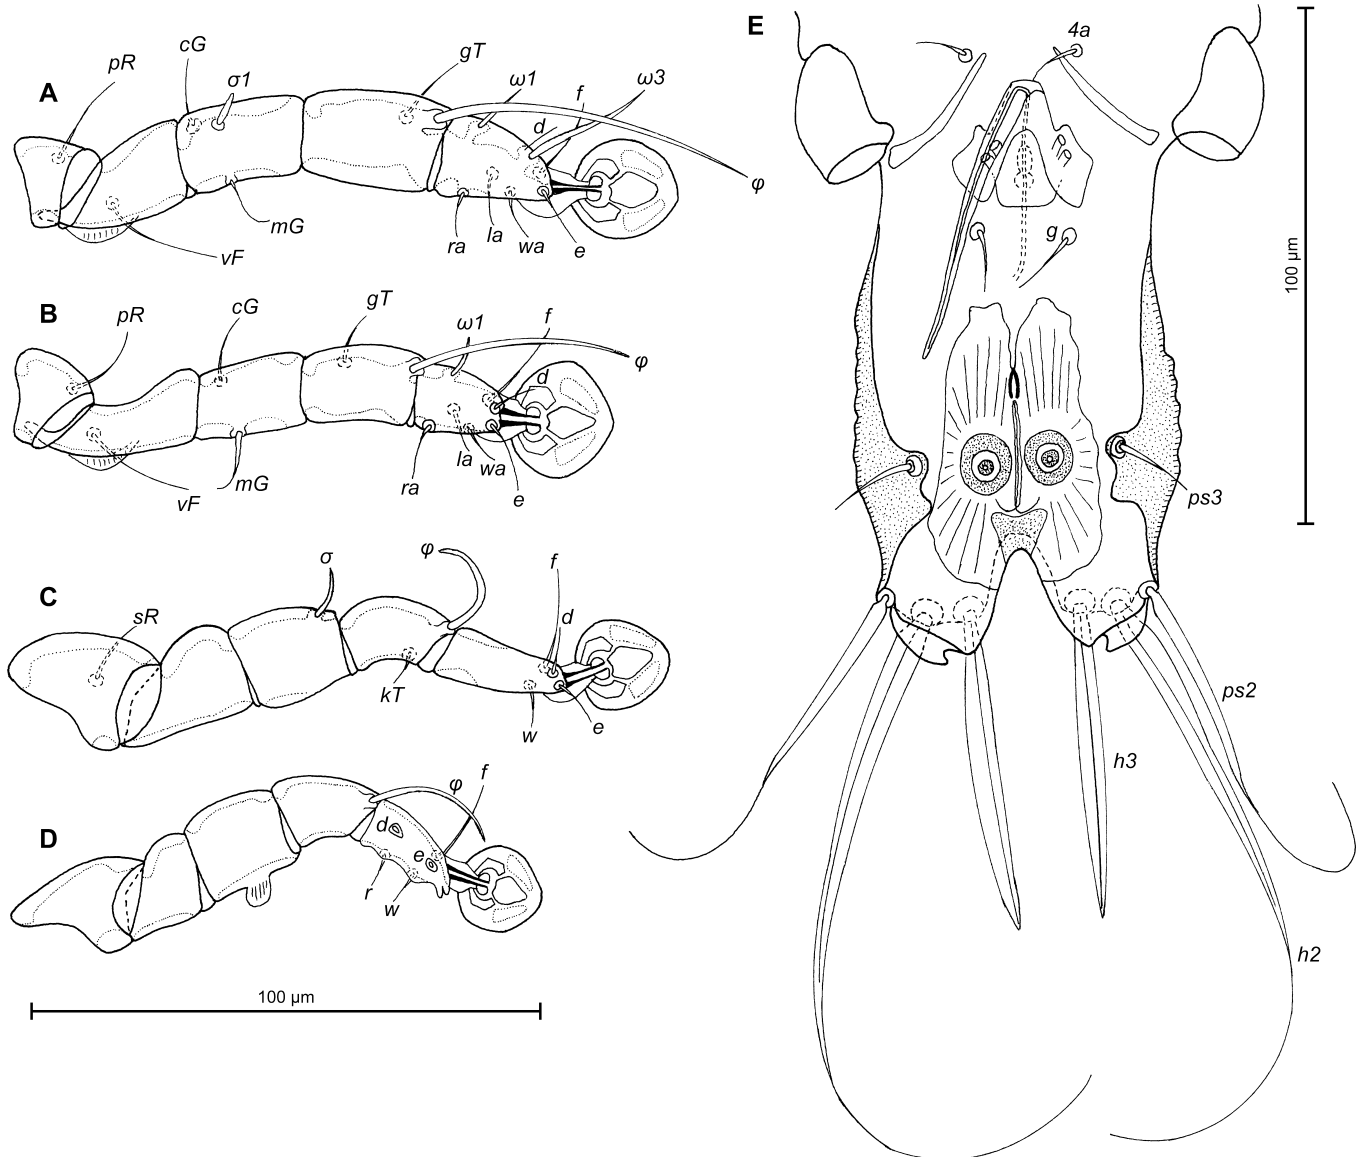 A
pR
cG
σ1
gT
ω1
f
ω3
d
φ
vF
mG
ra
la
wa
e
B
pR
cG
gT
ω1
f
φ
d
vF
mG
ra
la
wa
e
C
sR
σ
φ
f
d
kT
w
e
D
φ
f
d
e
r
w
100 µm
E
4a
g
100 µm
ps3
ps2
h3
h2